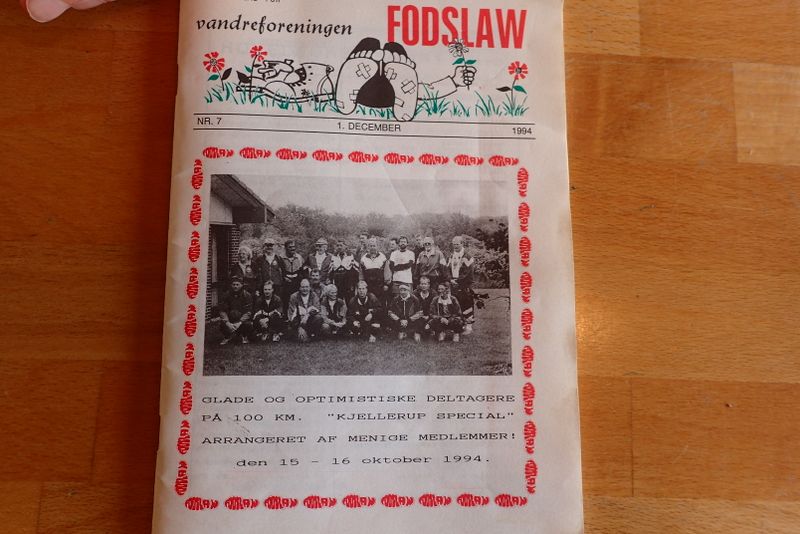 vandreforeningen FODSLAW
NR. 7 1. DECEMBER 1994
GLADE OG OPTIMISTISKE DELTAGERE
PÅ 100 KM. "KJELLERUP SPECIAL"
ARRANGERET AF MENIGE MEDLEMMER!
den 15 - 16 oktober 1994.